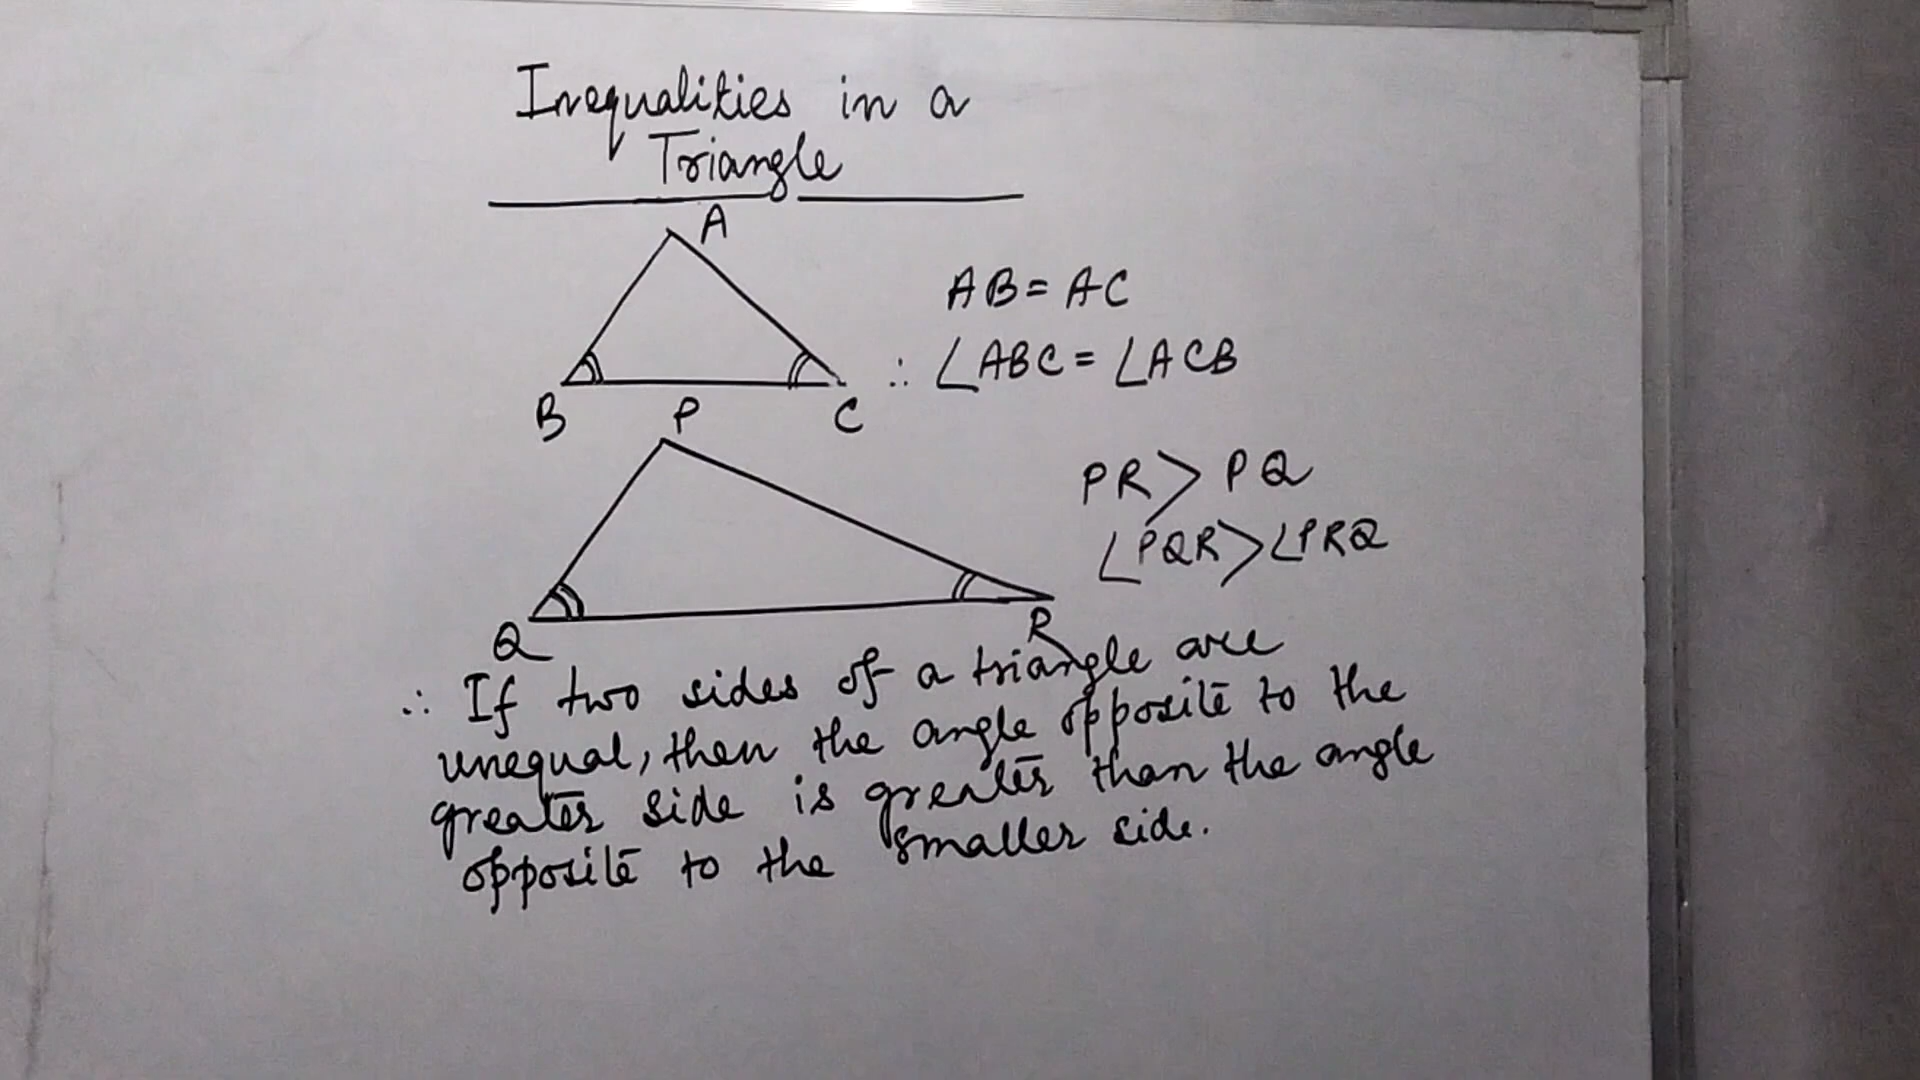 Inequalities in a
Triangle
A
B
C
AB = AC
∴ ∠ABC = ∠ACB
P
Q
R
PR > PQ
∠PQR > ∠PRQ
∴ If two sides of a triangle are
unequal, then the angle opposite to the
greater side is greater than the angle
opposite to the smaller side.